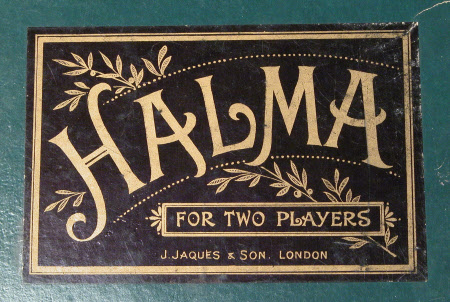 HALMA
FOR TWO PLAYERS
J. JAQUES & SON. LONDON